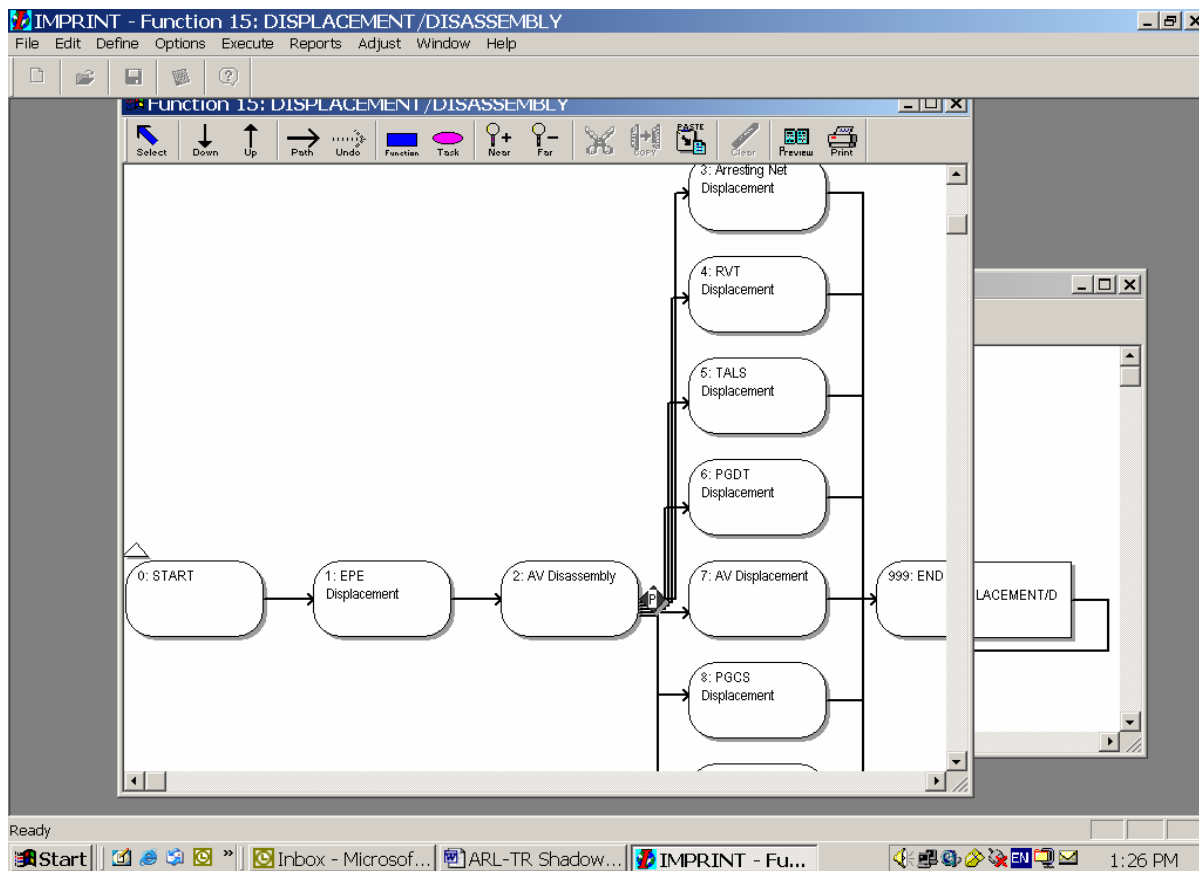 IMPRINT - Function 15: DISPLACEMENT/DISASSEMBLY
File Edit Define Options Execute Reports Adjust Window Help
Function 15: DISPLACEMENT/DISASSEMBLY
Select Down Up Path Undo Function Task Near Far COPY PASTE Clear Preview Print
3: Arresting Net
Displacement
4: RVT
Displacement
5: TALS
Displacement
6: PGDT
Displacement
0: START
1: EPE
Displacement
2: AV Disassembly
P
7: AV Displacement
999: END
LACEMENT/D
8: PGCS
Displacement
Ready
Start » Inbox - Microsof... ARL-TR Shadow... IMPRINT - Fu... EN 1:26 PM